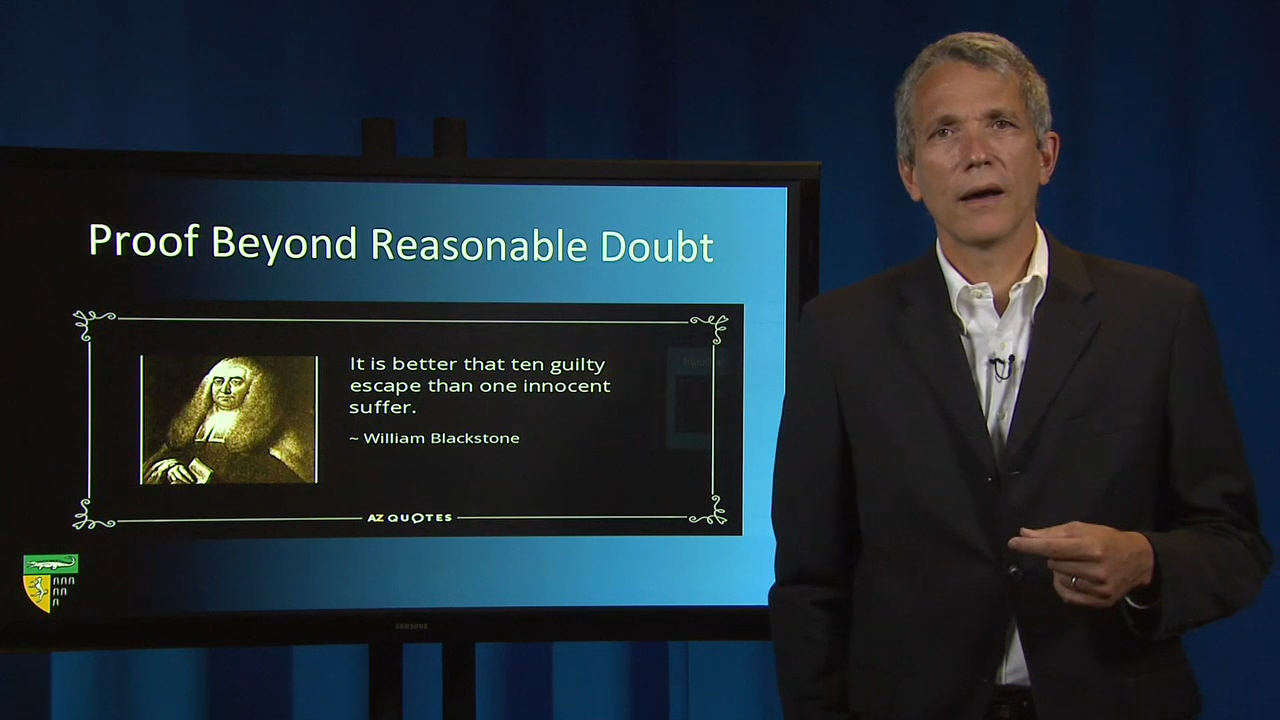 Proof Beyond Reasonable Doubt
It is better that ten guilty
escape than one innocent
suffer.
~ William Blackstone
AZ QUOTES
SAMSUNG